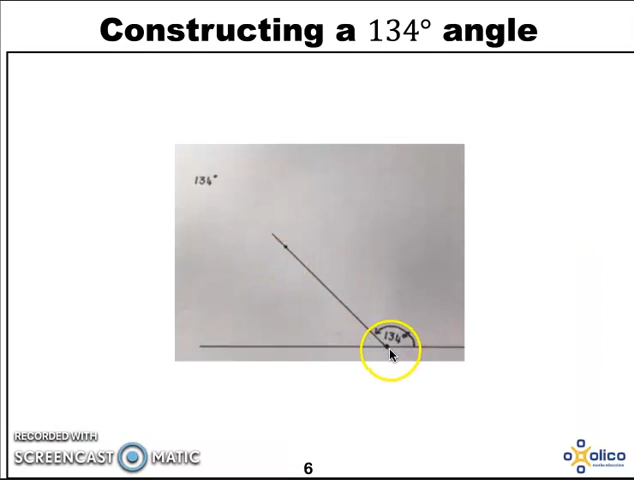 Constructing a 134° angle
134°
134°
RECORDED WITH
SCREENCAST MATIC
6
olico